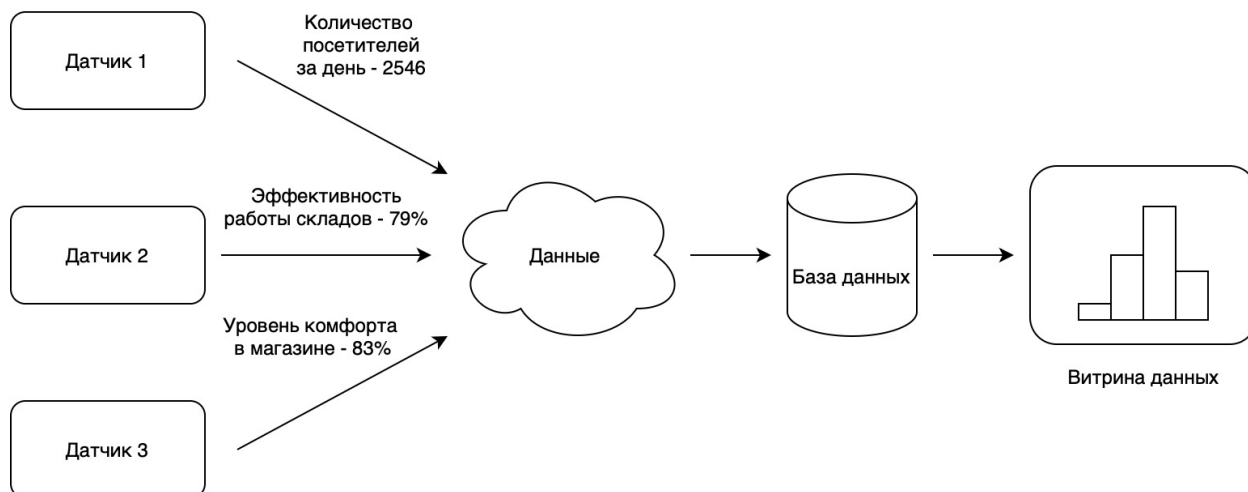 Датчик 1
Количество
посетителей
за день - 2546
Датчик 2
Эффективность
работы складов - 79%
Датчик 3
Уровень комфорта
в магазине - 83%
Данные
База данных
Витрина данных